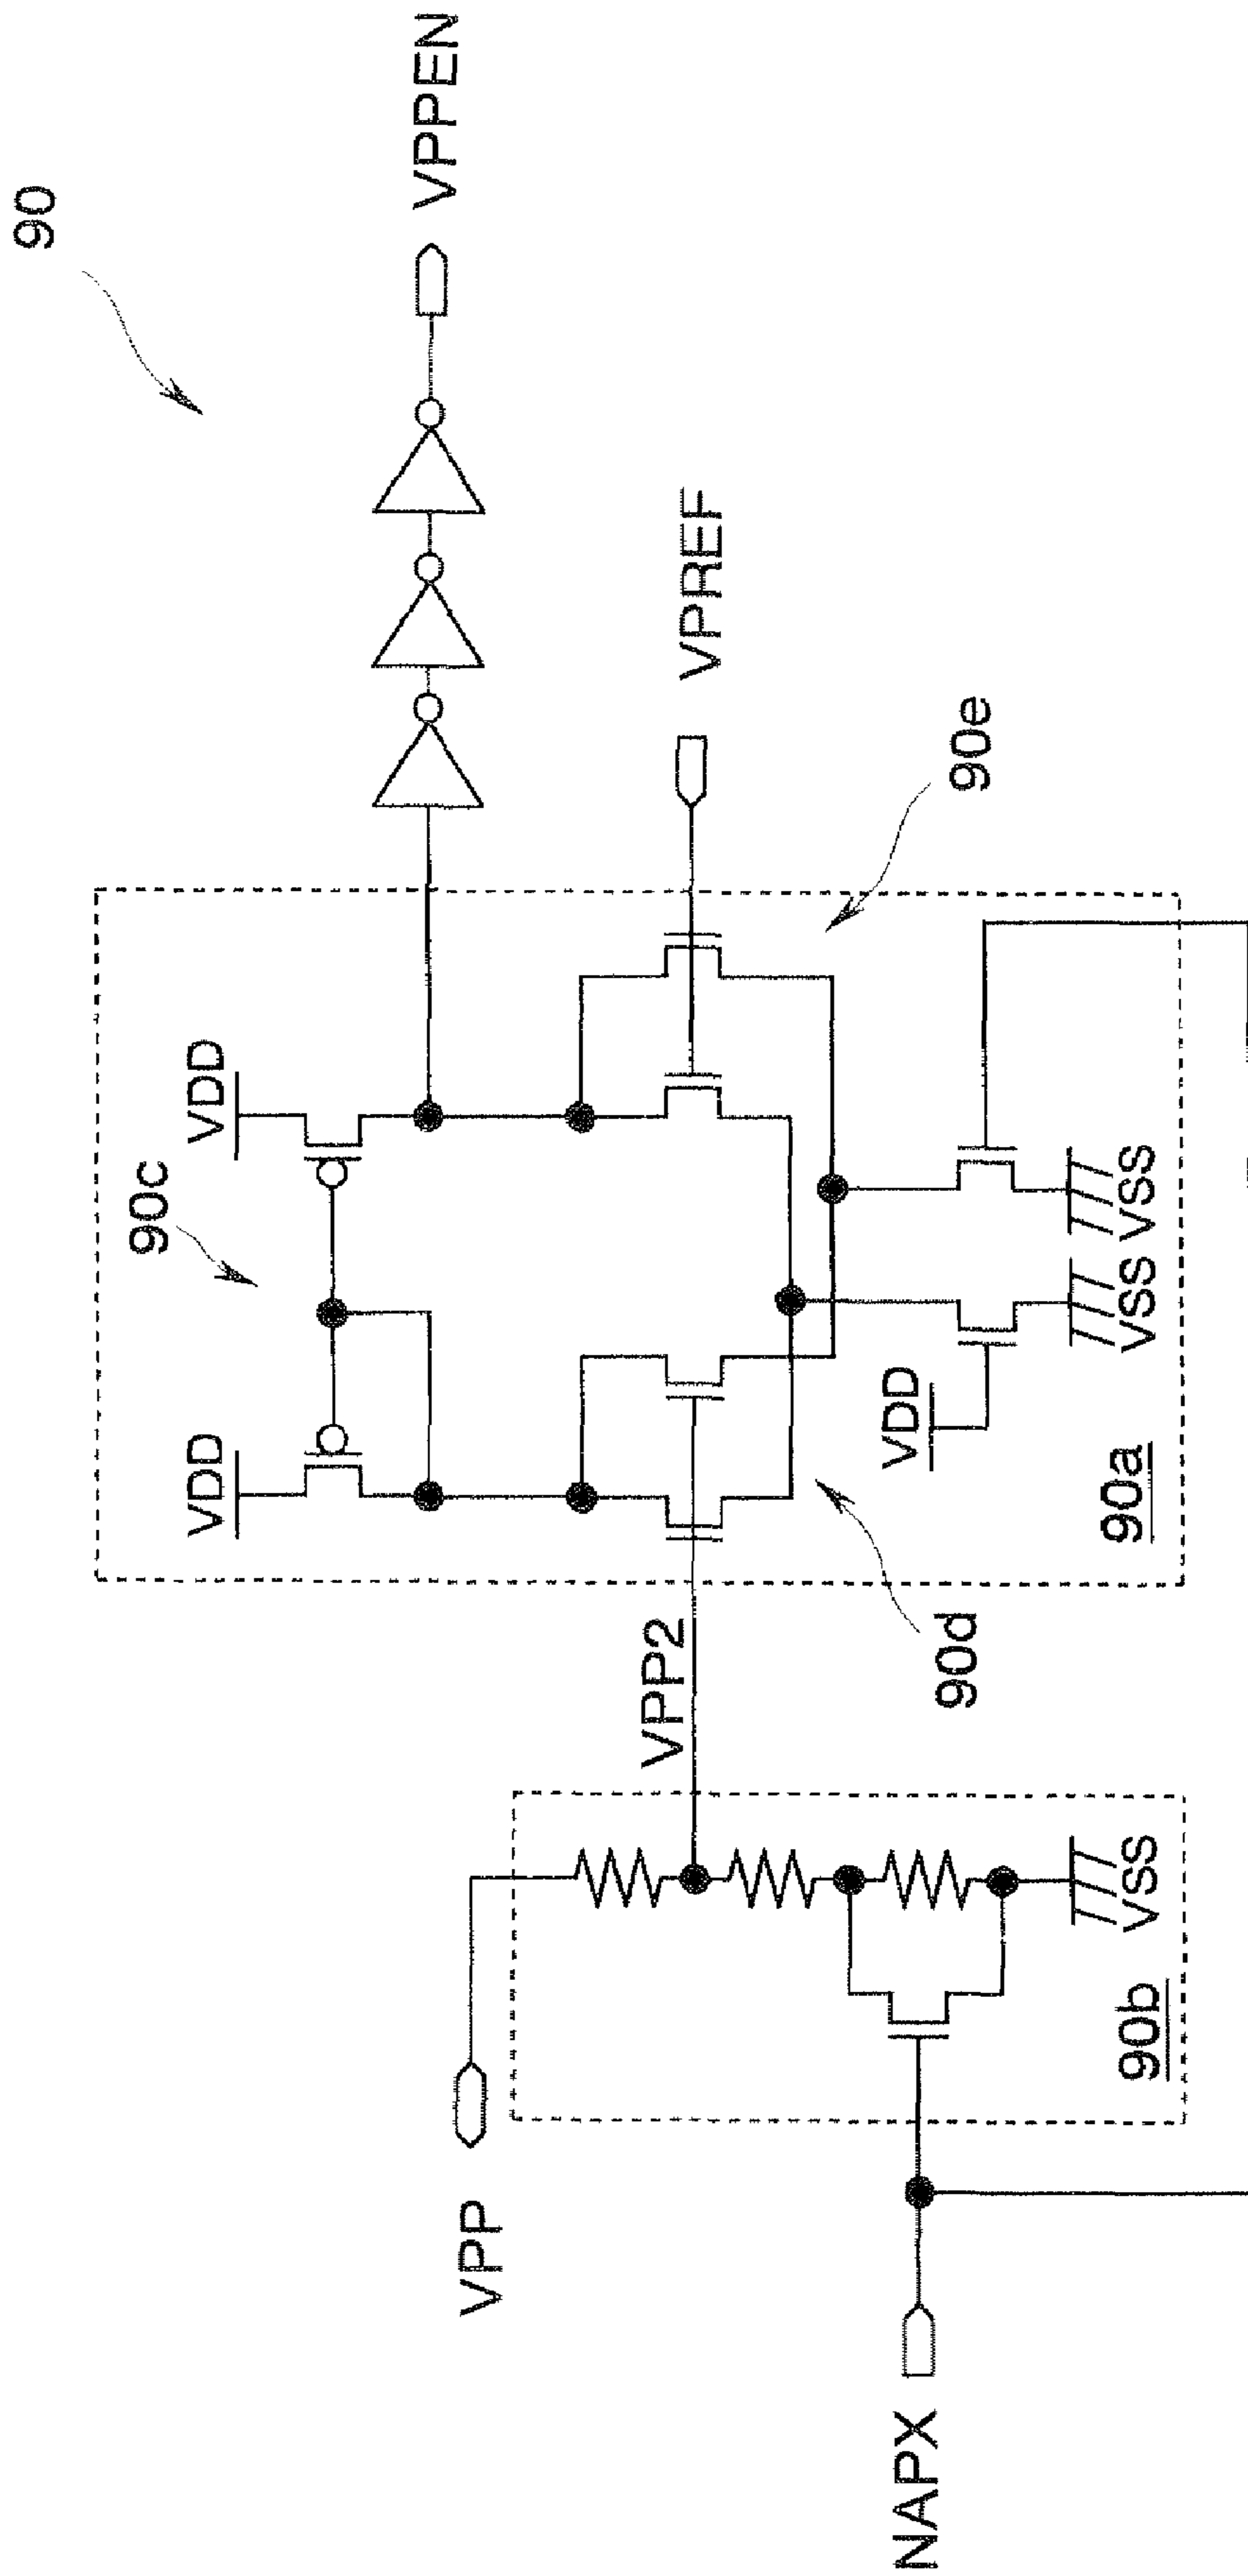 90
VPPEN
VPREF
90e
VDD
90c
VDD
VDD
VSS
VSS
90a
VPP2
90d
VPP
90b
VSS
NAPX